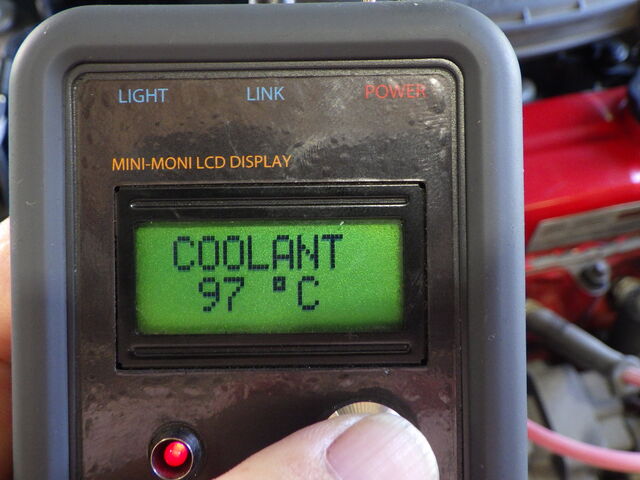 LIGHT LINK POWER
MINI-MONI LCD DISPLAY
COOLANT
97 °C